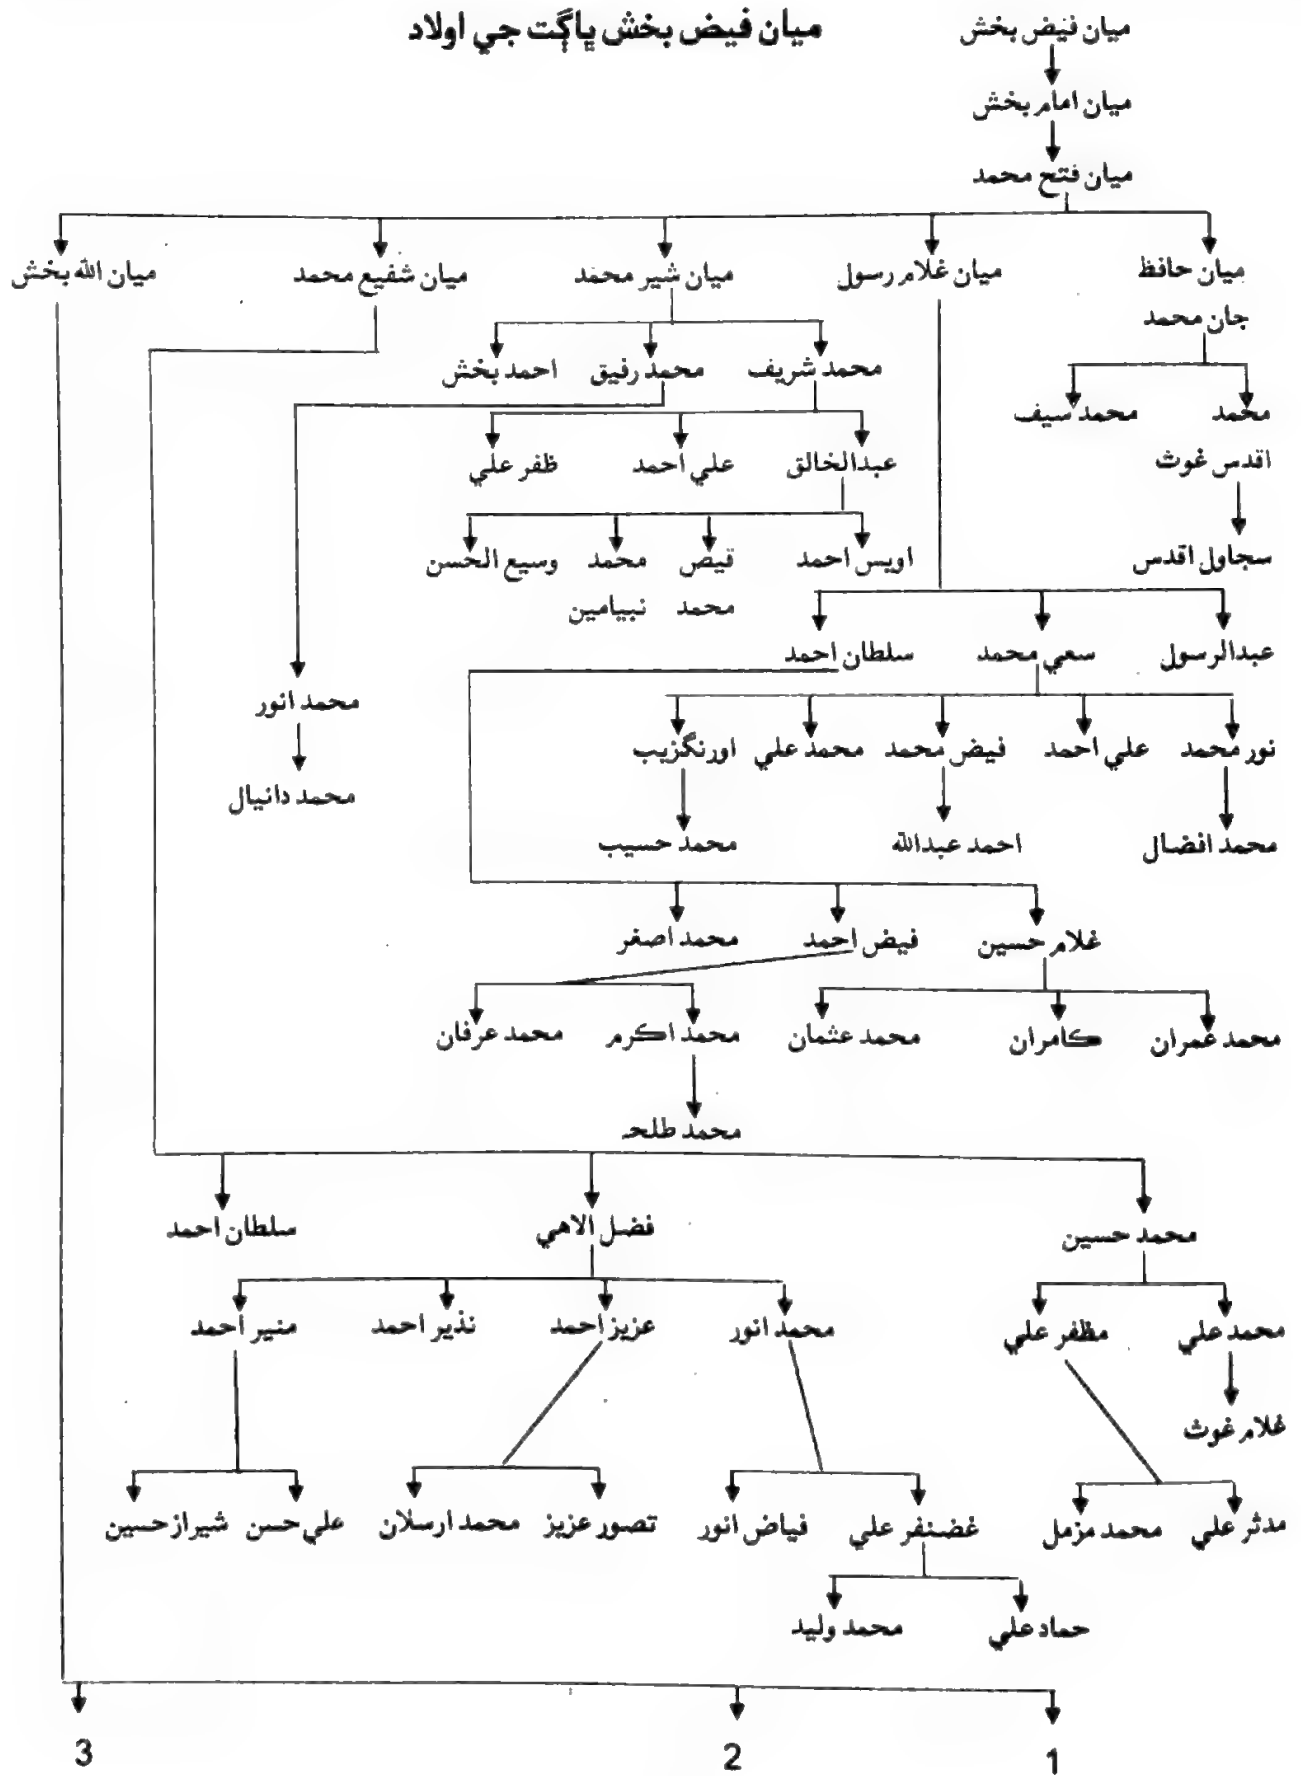 ميان فيض بخش ڀاڳت جي اولاد
ميان فيض بخش
ميان امام بخش
ميان فتح محمد
ميان حافظ
جان محمد
ميان غلام رسول
ميان شير محمد
ميان شفيع محمد
ميان الله بخش
محمد شريف
محمد رفيق
احمد بخش
محمد
اقدس غوث
محمد سيف
عبدالخالق
علي احمد
ظفر علي
سجاول اقدس
اويس احمد
قيص
محمد
محمد
نبيامين
وسيع الحسن
عبدالرسول
سعي محمد
سلطان احمد
محمد انور
نور محمد
علي احمد
فيض محمد
محمد علي
اورنگزيب
محمد دانيال
محمد افضال
احمد عبدالله
محمد حسيب
غلام حسين
فيض احمد
محمد اصغر
محمد عمران
ڪامران
محمد عثمان
محمد اڪرم
محمد عرفان
محمد طلحہ
محمد حسين
فضل الاهي
سلطان احمد
محمد علي
مظفر علي
محمد انور
عزيز احمد
نذير احمد
منير احمد
غلام غوث
مدثر علي
محمد مزمل
غضنفر علي
فياض انور
تصور عزيز
محمد ارسلان
علي حسن
شيراز حسين
حماد علي
محمد وليد
1
2
3